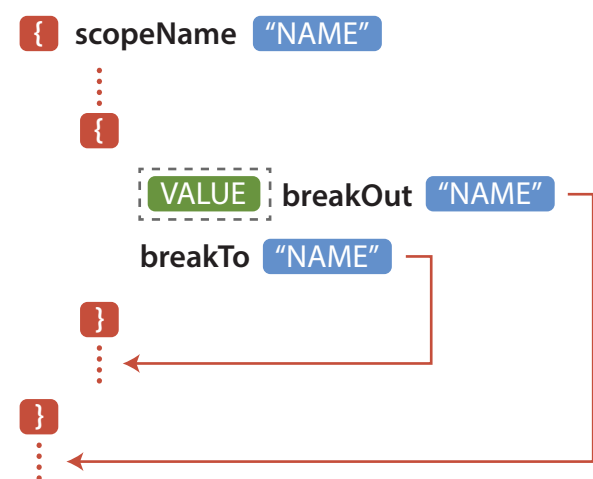 { scopeName “NAME”
{
VALUE breakOut “NAME”
breakTo “NAME”
}
}